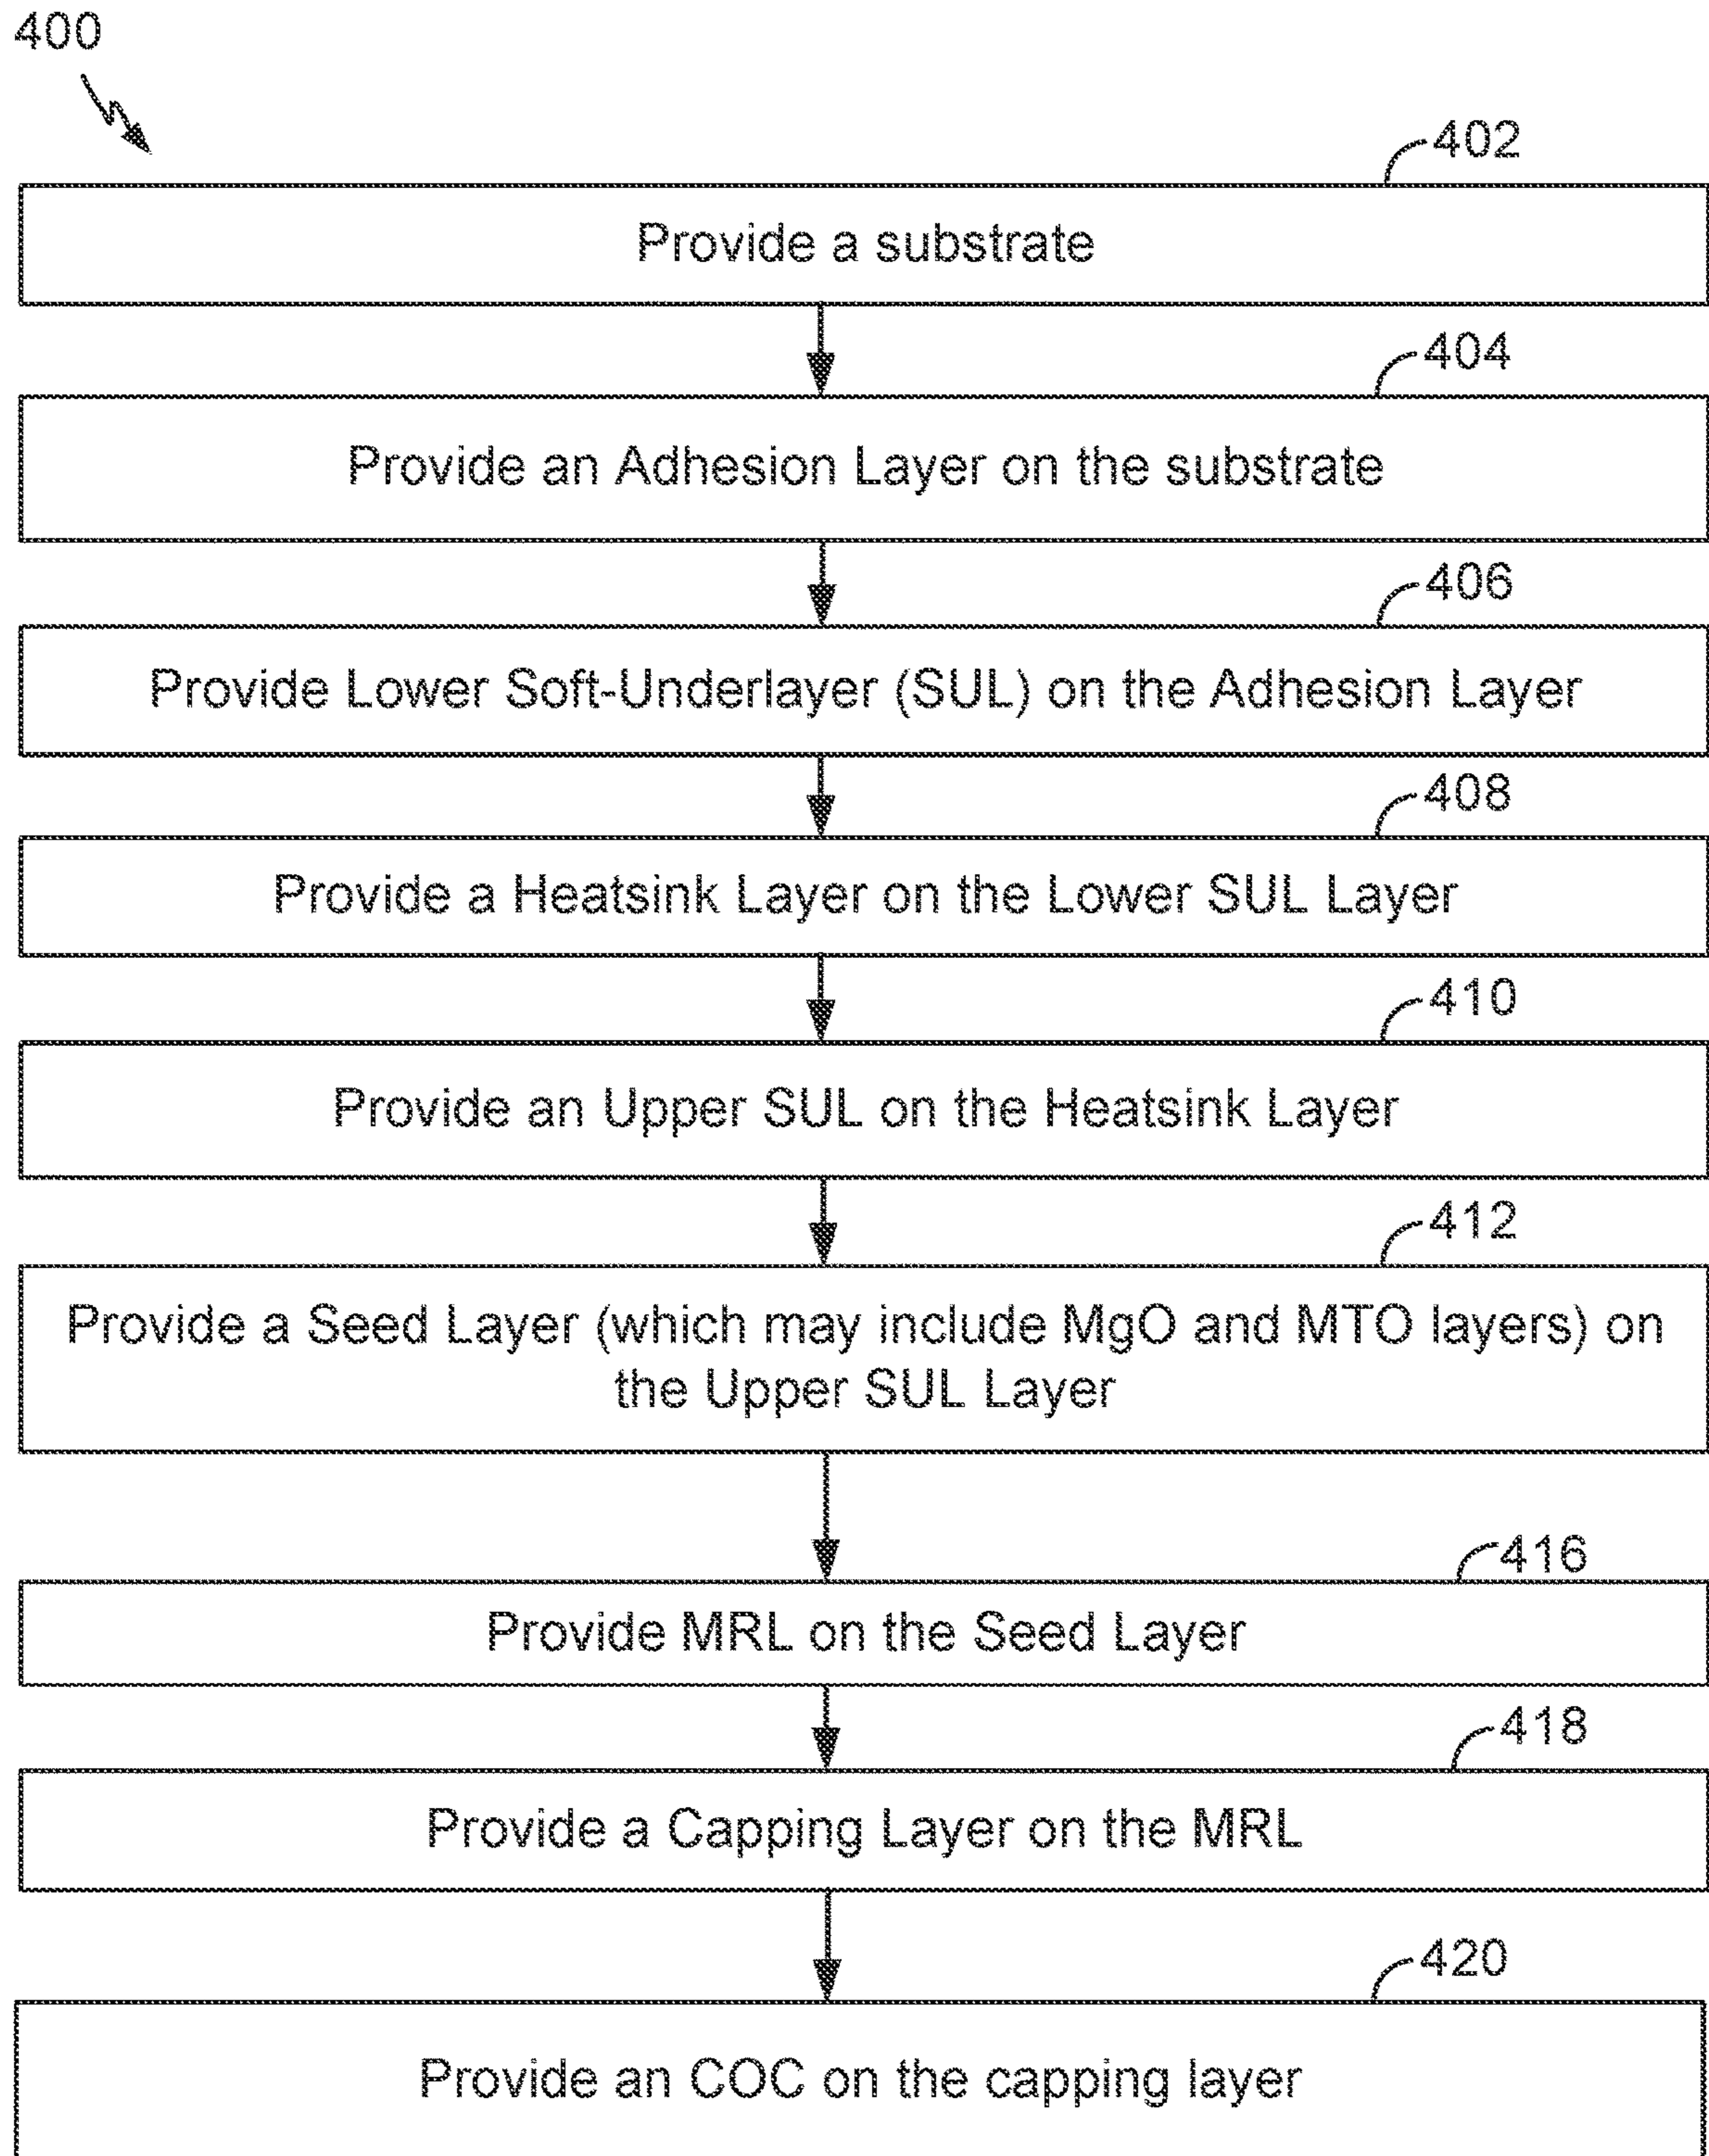 400
402
Provide a substrate
404
Provide an Adhesion Layer on the substrate
406
Provide Lower Soft-Underlayer (SUL) on the Adhesion Layer
408
Provide a Heatsink Layer on the Lower SUL Layer
410
Provide an Upper SUL on the Heatsink Layer
412
Provide a Seed Layer (which may include MgO and MTO layers) on
the Upper SUL Layer
416
Provide MRL on the Seed Layer
418
Provide a Capping Layer on the MRL
420
Provide an COC on the capping layer